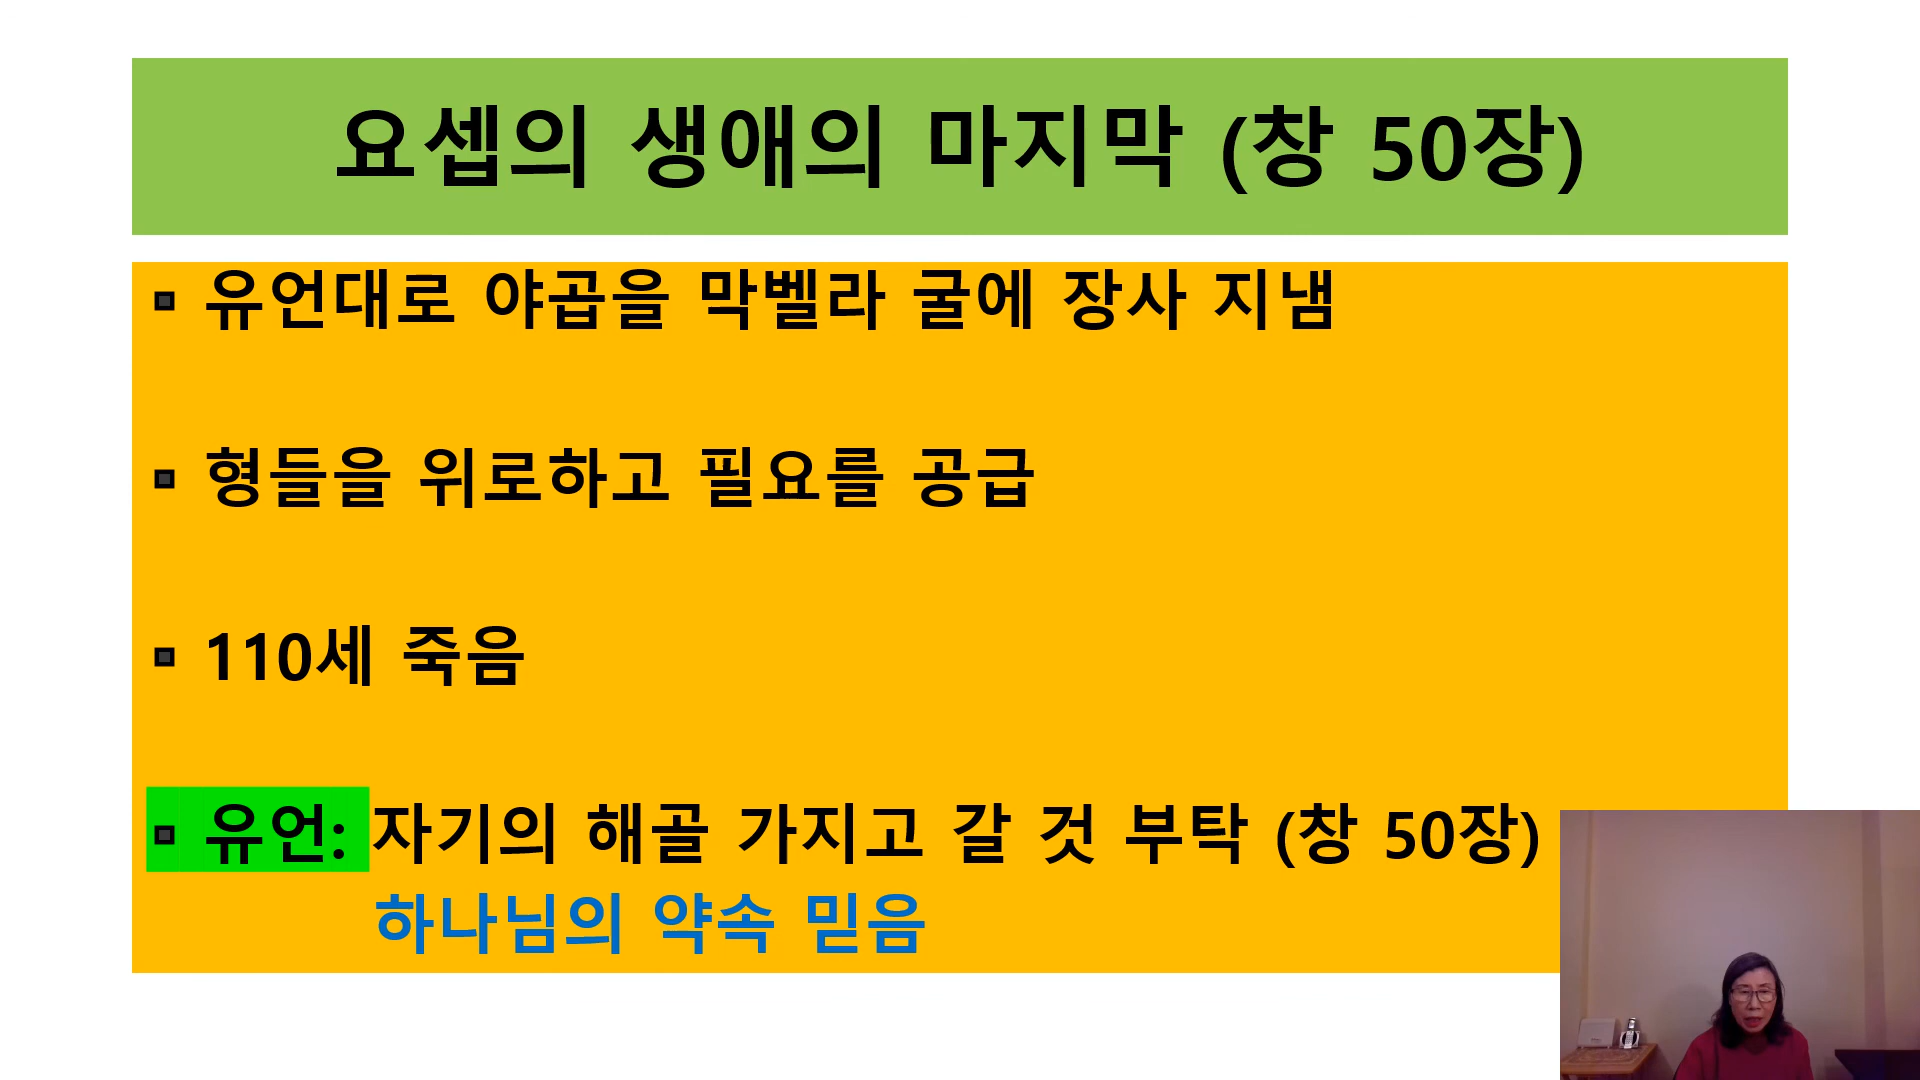 요셉의 생애의 마지막 (창 50장)
유언대로 야곱을 막벨라 굴에 장사 지냄
형들을 위로하고 필요를 공급
110세 죽음
유언: 자기의 해골 가지고 갈 것 부탁 (창 50장)
하나님의 약속 믿음